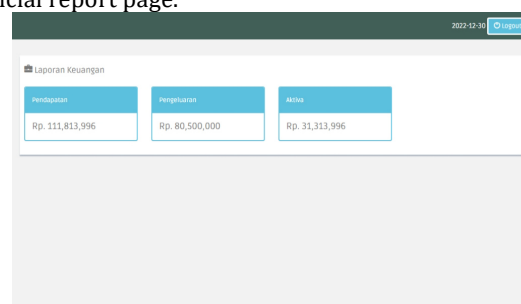 cial report page.
2022-12-30 Logout
Laporan Keuangan
Pendapatan Pengeluaran Aktiva
Rp. 111,813,996 Rp. 80,500,000 Rp. 31,313,996